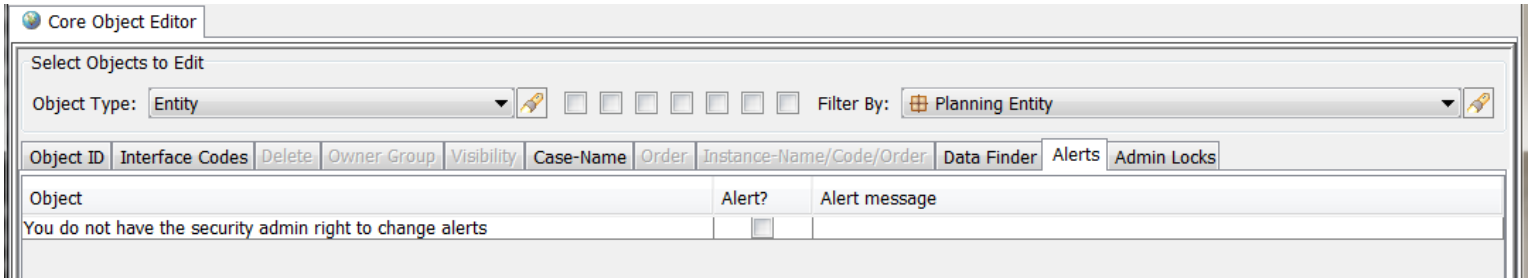 Core Object Editor
Select Objects to Edit
Object Type: Entity Filter By: Planning Entity
Object ID Interface Codes Delete Owner Group Visibility Case-Name Order Instance-Name/Code/Order Data Finder Alerts Admin Locks
Object Alert? Alert message
You do not have the security admin right to change alerts